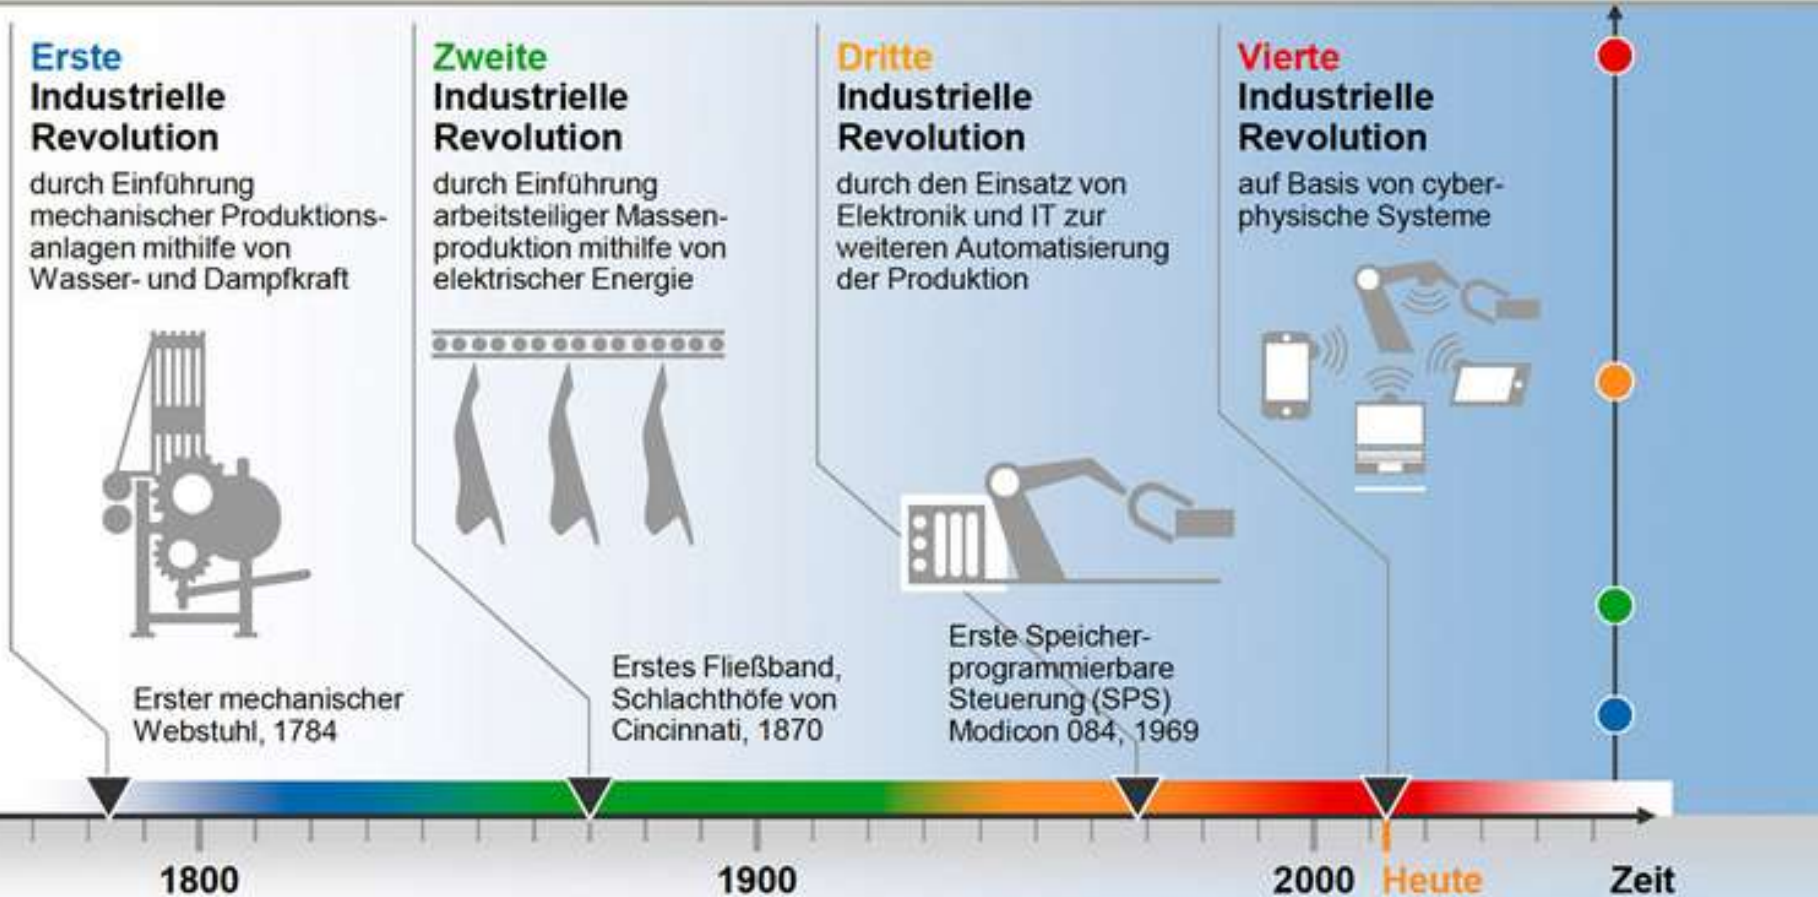 Erste
Industrielle
Revolution
durch Einführung
mechanischer Produktions-
anlagen mithilfe von
Wasser- und Dampfkraft
Erster mechanischer
Webstuhl, 1784
Zweite
Industrielle
Revolution
durch Einführung
arbeitsteiliger Massen-
produktion mithilfe von
elektrischer Energie
Erstes Fließband,
Schlachthöfe von
Cincinnati, 1870
Dritte
Industrielle
Revolution
durch den Einsatz von
Elektronik und IT zur
weiteren Automatisierung
der Produktion
Erste Speicher-
programmierbare
Steuerung (SPS)
Modicon 084, 1969
Vierte
Industrielle
Revolution
auf Basis von cyber-
physische Systeme
1800
1900
2000
Heute
Zeit